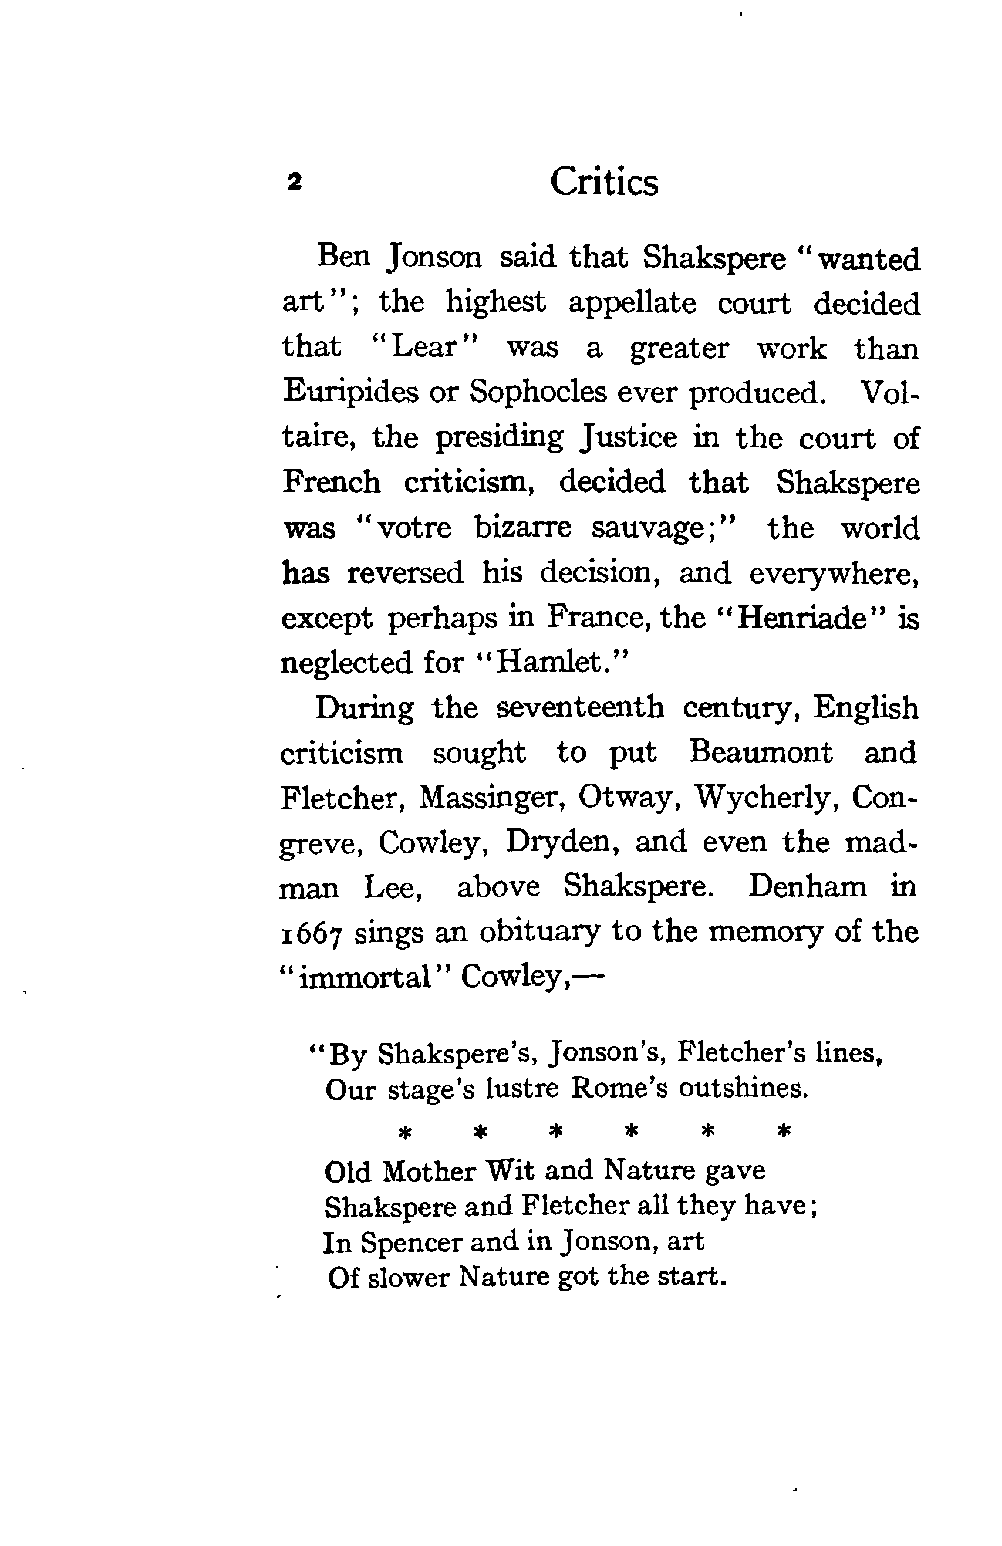 2 Critics
Ben Jonson said that Shakspere "wanted
art"; the highest appellate court decided
that "Lear" was a greater work than
Euripides or Sophocles ever produced. Vol-
taire, the presiding Justice in the court of
French criticism, decided that Shakspere
was "votre bizarre sauvage;" the world
has reversed his decision, and everywhere,
except perhaps in France, the "Henriade" is
neglected for "Hamlet."
During the seventeenth century, English
criticism sought to put Beaumont and
Fletcher, Massinger, Otway, Wycherly, Con-
greve, Cowley, Dryden, and even the mad-
man Lee, above Shakspere. Denham in
1667 sings an obituary to the memory of the
"immortal" Cowley,—
"By Shakspere's, Jonson's, Fletcher's lines,
Our stage's lustre Rome's outshines.
* * * * * *
Old Mother Wit and Nature gave
Shakspere and Fletcher all they have;
In Spencer and in Jonson, art
Of slower Nature got the start.